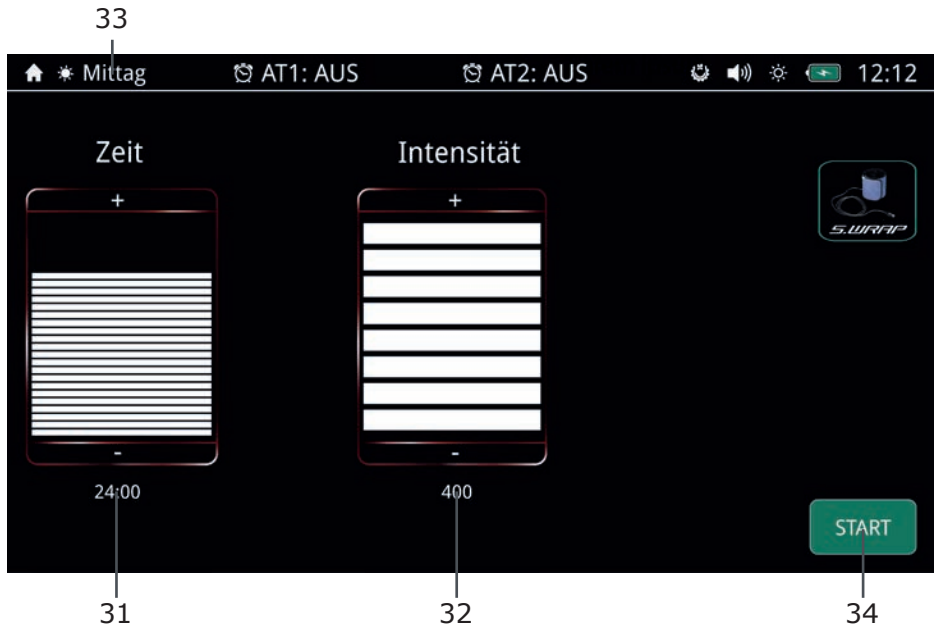 33
Mittag AT1: AUS AT2: AUS 12:12
Zeit Intensität
+ +
S.WRAP
- -
24:00 400
START
31 32 34